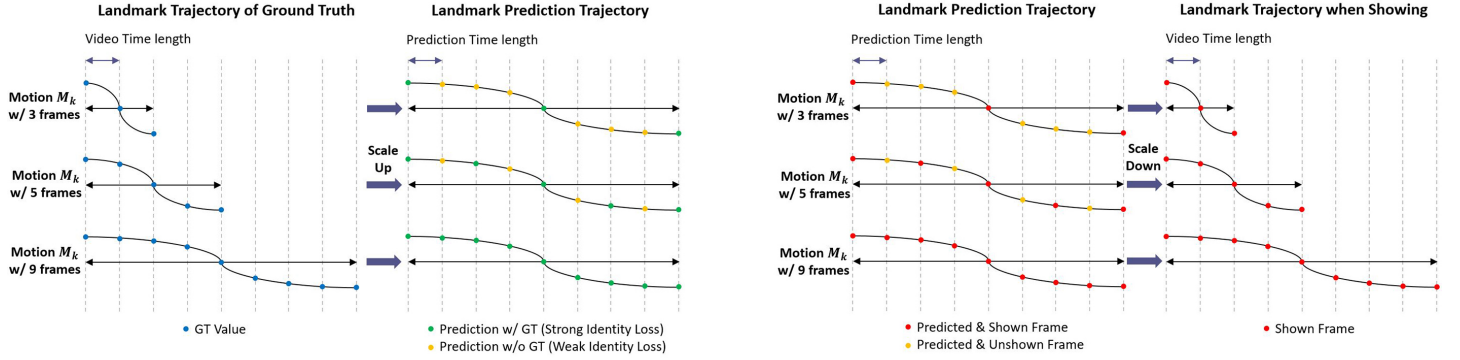 Landmark Trajectory of Ground Truth
Landmark Prediction Trajectory
Video Time length
Prediction Time length
Motion M_k
w/ 3 frames
Motion M_k
w/ 5 frames
Motion M_k
w/ 9 frames
Scale
Up
GT Value
Prediction w/ GT (Strong Identity Loss)
Prediction w/o GT (Weak Identity Loss)
Landmark Prediction Trajectory
Landmark Trajectory when Showing
Prediction Time length
Video Time length
Motion M_k
w/ 3 frames
Motion M_k
w/ 5 frames
Motion M_k
w/ 9 frames
Scale
Down
Predicted & Shown Frame
Predicted & Unshown Frame
Shown Frame